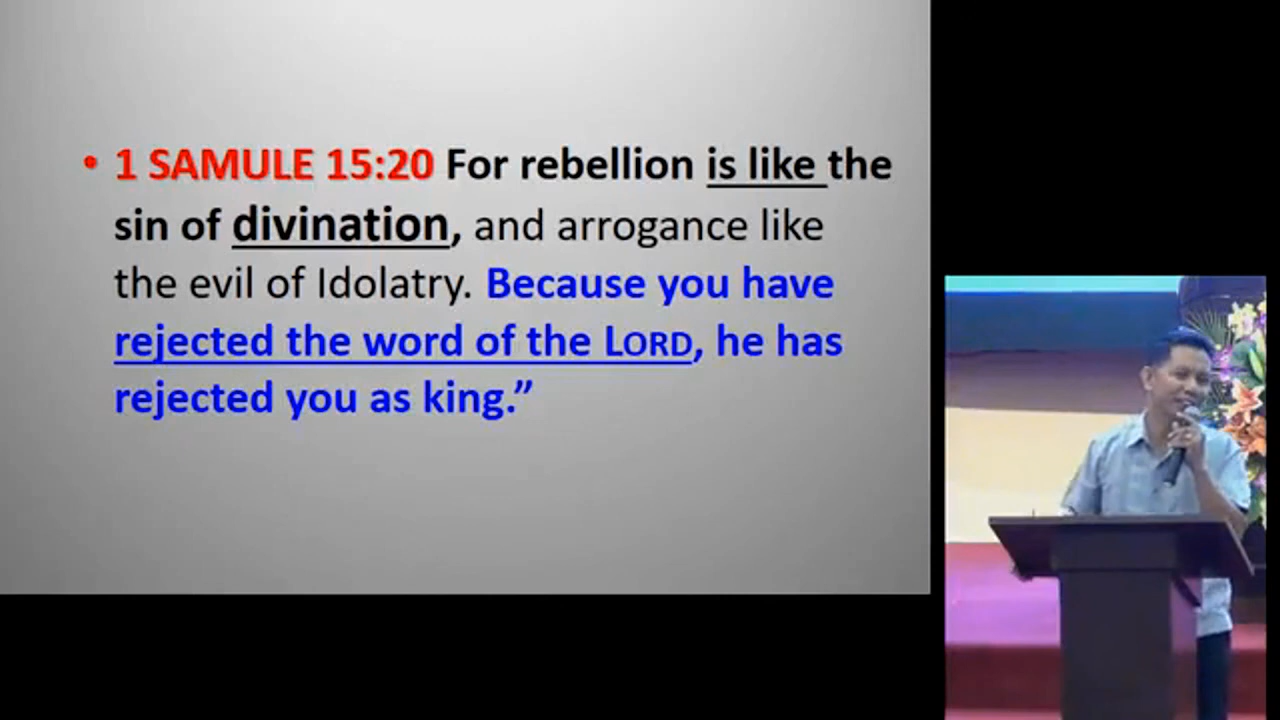 • 1 SAMULE 15:20 For rebellion is like the
sin of divination, and arrogance like
the evil of Idolatry. Because you have
rejected the word of the LORD, he has
rejected you as king.”